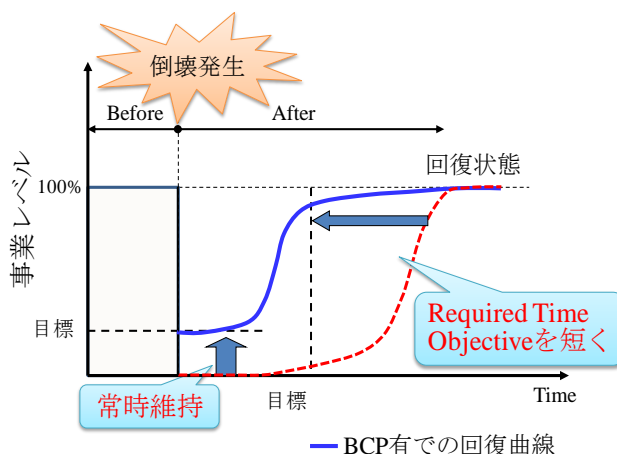 倒壊発生
Before
After
事業レベル
100%
回復状態
Required Time
Objectiveを短く
目標
常時維持
目標
Time
BCP有での回復曲線